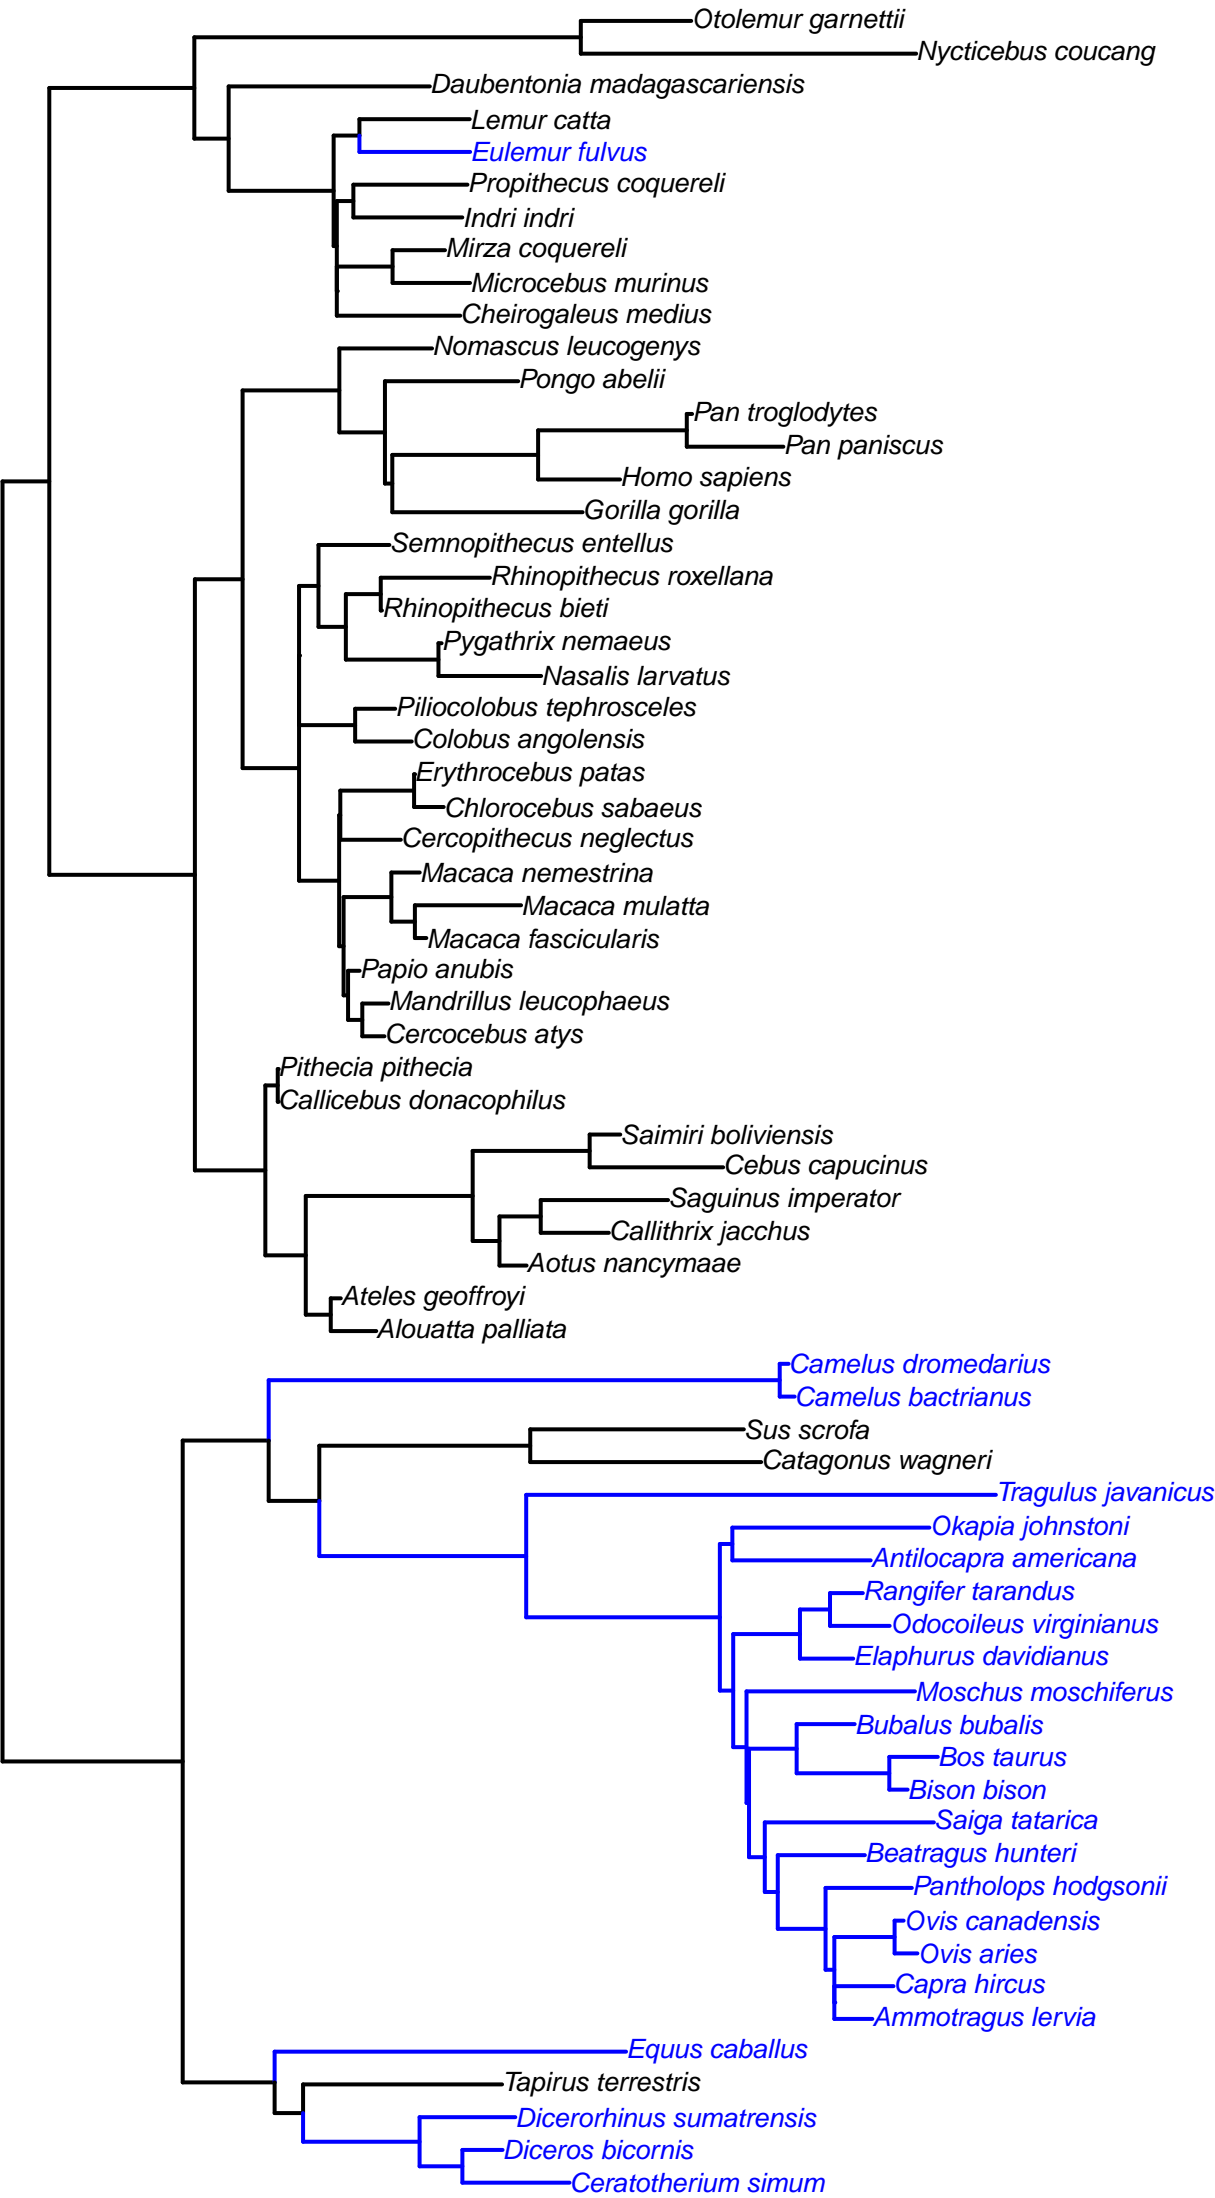 Otolemur garnettii
Nycticebus coucang
Daubentonia madagascariensis
Lemur catta
Eulemur fulvus
Propithecus coquereli
Indri indri
Mirza coquereli
Microcebus murinus
Cheirogaleus medius
Nomascus leucogenys
Pongo abelii
Pan troglodytes
Pan paniscus
Homo sapiens
Gorilla gorilla
Semnopithecus entellus
Rhinopithecus roxellana
Rhinopithecus bieti
Pygathrix nemaeus
Nasalis larvatus
Piliocolobus tephrosceles
Colobus angolensis
Erythrocebus patas
Chlorocebus sabaeus
Cercopithecus neglectus
Macaca nemestrina
Macaca mulatta
Macaca fascicularis
Papio anubis
Mandrillus leucophaeus
Cercocebus atys
Pithecia pithecia
Callicebus donacophilus
Saimiri boliviensis
Cebus capucinus
Saguinus imperator
Callithrix jacchus
Aotus nancymaae
Ateles geoffroyi
Alouatta palliata
Camelus dromedarius
Camelus bactrianus
Sus scrofa
Catagonus wagneri
Tragulus javanicus
Okapia johnstoni
Antilocapra americana
Rangifer tarandus
Odocoileus virginianus
Elaphurus davidianus
Moschus moschiferus
Bubalus bubalis
Bos taurus
Bison bison
Saiga tatarica
Beatragus hunteri
Pantholops hodgsonii
Ovis canadensis
Ovis aries
Capra hircus
Ammotragus lervia
Equus caballus
Tapirus terrestris
Dicerorhinus sumatrensis
Diceros bicornis
Ceratotherium simum